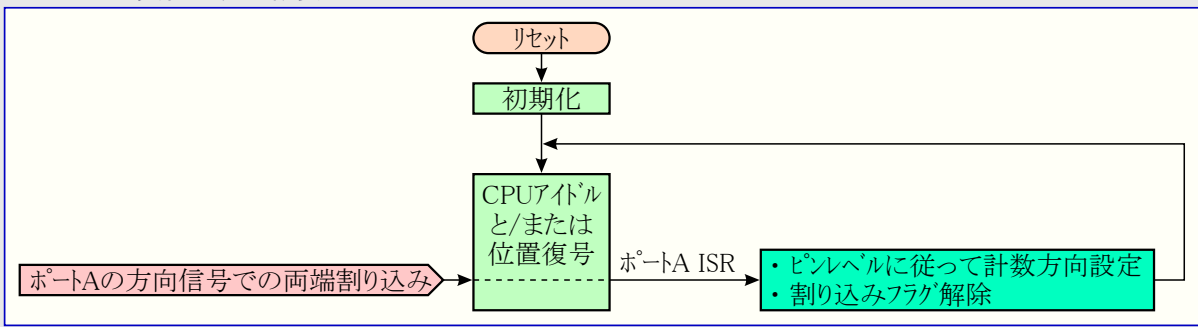 リセット
初期化
CPUアイドル
と/または
位置復号
ポートAの方向信号での両端割り込み
ポートA ISR
・ ピンレベルに従って計数方向設定
・ 割り込みフラグ解除